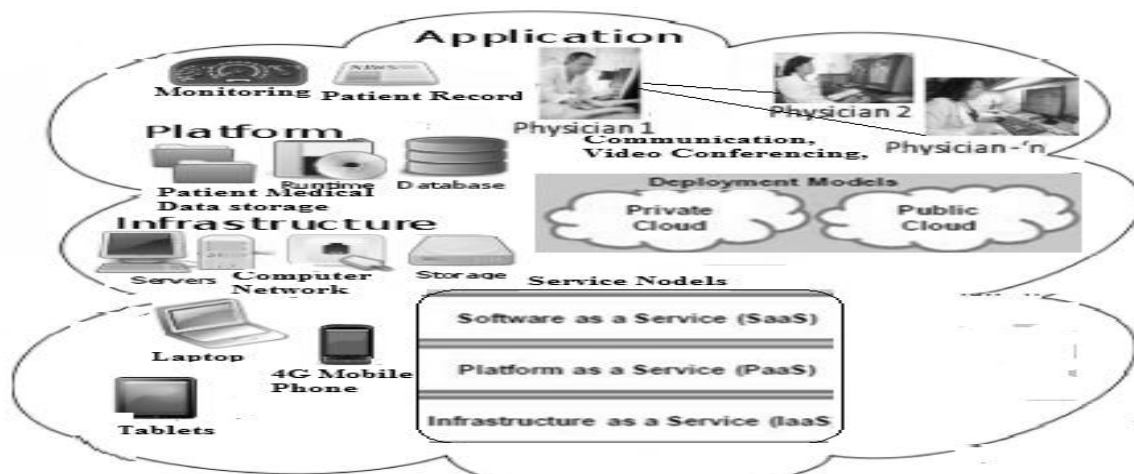 Application
NEWS
Monitoring
Patient Record
Physician 1
Physician 2
Physician -'n
Communication,
Video Conferencing,
Platform
Patient Medical
Data storage
Runtime
Database
Deployment Models
Private
Cloud
Public
Cloud
Infrastructure
Servers
Computer
Network
Storage
Service Nodels
Software as a Service (SaaS)
Platform as a Service (PaaS)
Infrastructure as a Service (IaaS
Laptop
4G Mobile
Phone
Tablets